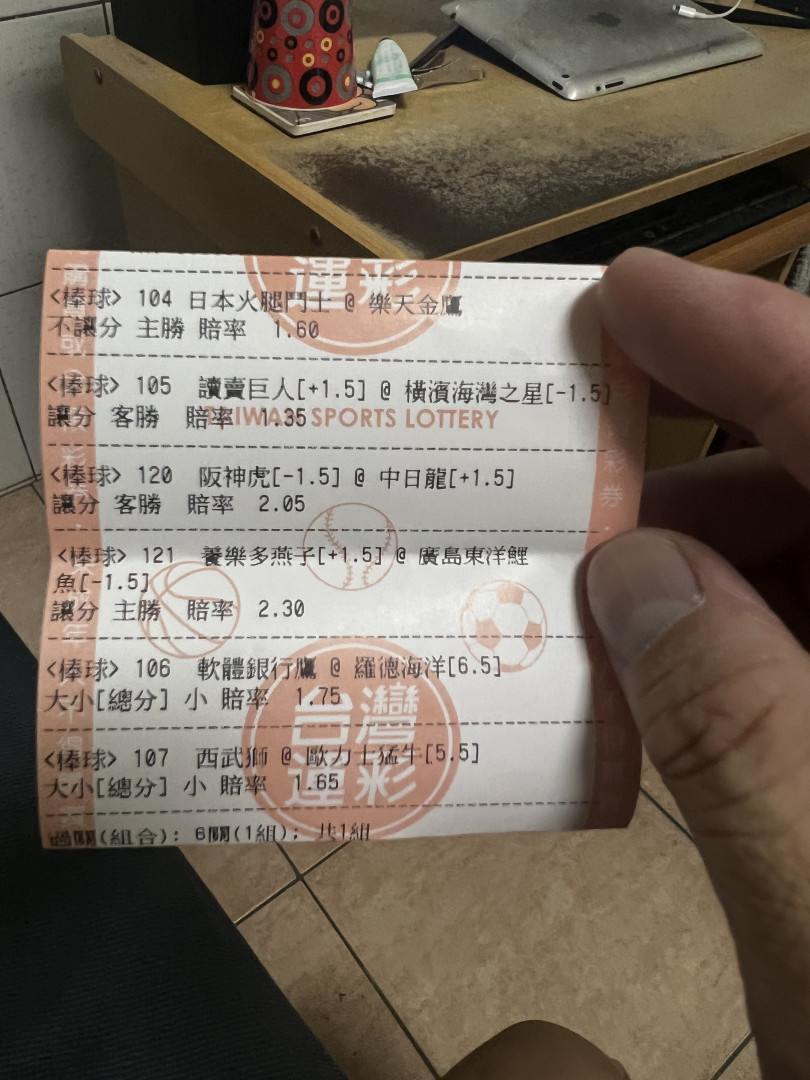 運彩
<棒球> 104 日本火腿鬥士 @ 樂天金鷹
不讓分 主勝 賠率 1.60
<棒球> 105 讀賣巨人[+1.5] @ 橫濱海灣之星[-1.5]
讓分 客勝 賠率 1.35
TAIWAN SPORTS LOTTERY
<棒球> 120 阪神虎[-1.5] @ 中日龍[+1.5]
讓分 客勝 賠率 2.05
<棒球> 121 養樂多燕子[+1.5] @ 廣島東洋鯉
魚[-1.5]
讓分 主勝 賠率 2.30
<棒球> 106 軟體銀行鷹 @ 羅德海洋[6.5]
大小[總分] 小 賠率 1.75
台灣
運彩
<棒球> 107 西武獅 @ 歐力士猛牛[5.5]
大小[總分] 小 賠率 1.65
過關(組合): 6關(1組); 共1組
彩券